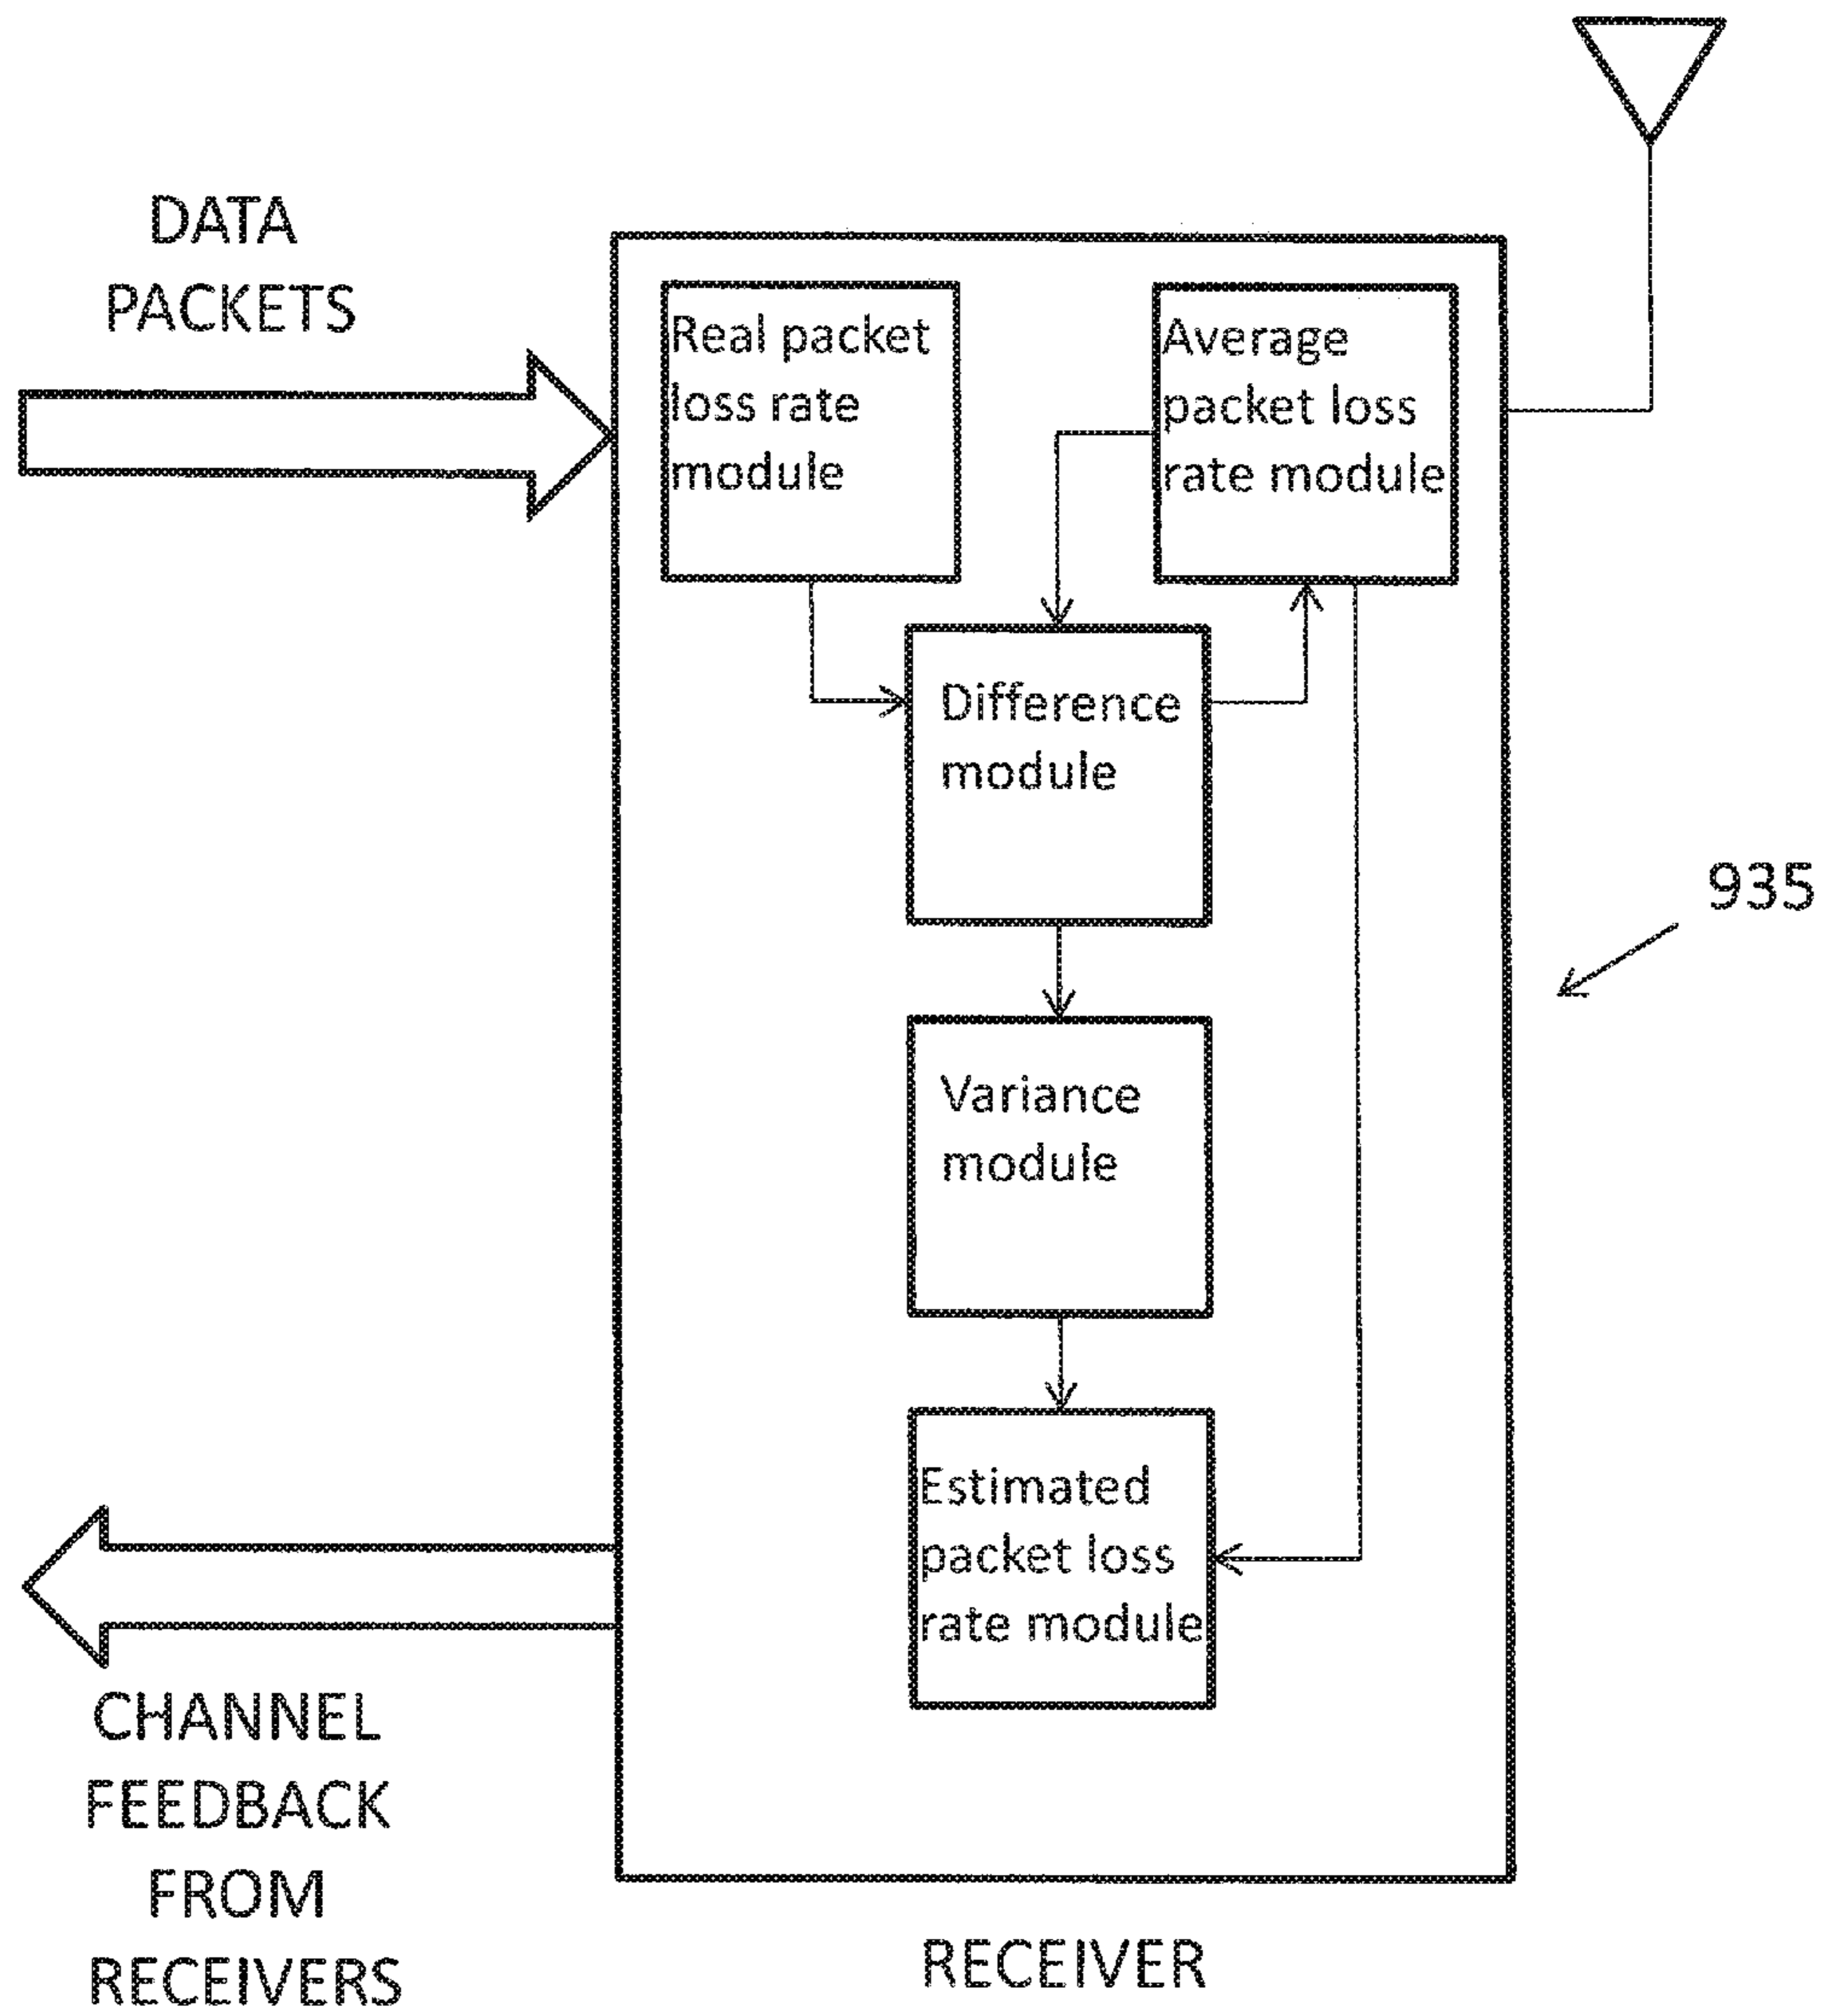 DATA
PACKETS
Real packet
loss rate
module
Average
packet loss
rate module
Difference
module
935
Variance
module
Estimated
packet loss
rate module
CHANNEL
FEEDBACK
FROM
RECEIVERS
RECEIVER